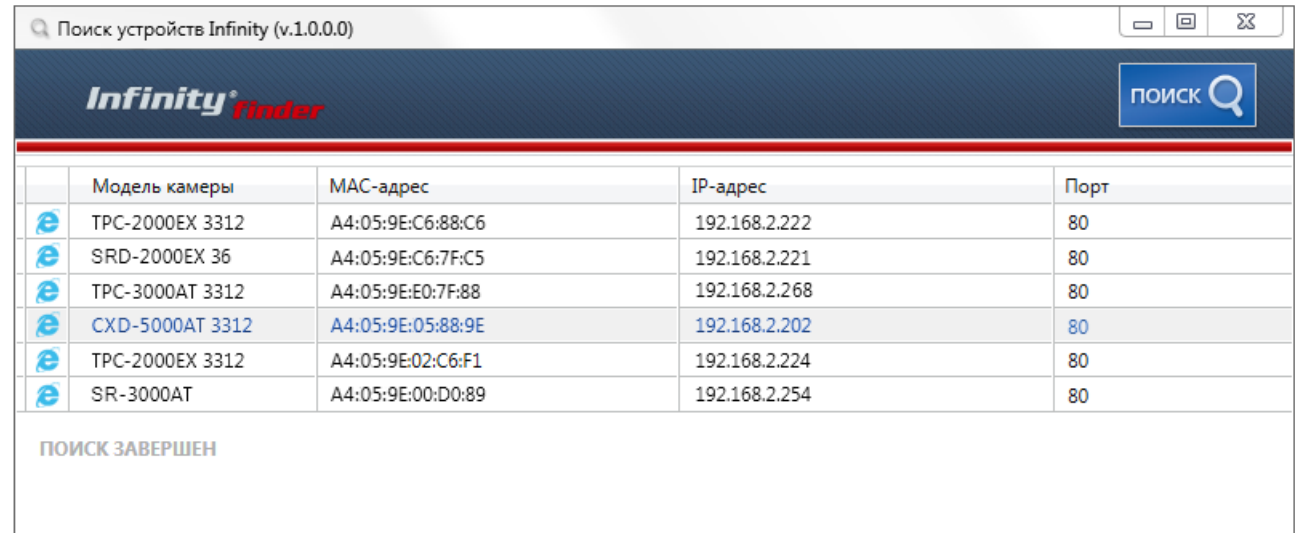 Поиск устройств Infinity (v.1.0.0.0)
Infinity® finder
ПОИСК
Модель камеры MAC-адрес IP-адрес Порт
TPC-2000EX 3312 A4:05:9E:C6:88:C6 192.168.2.222 80
SRD-2000EX 36 A4:05:9E:C6:7F:C5 192.168.2.221 80
TPC-3000AT 3312 A4:05:9E:E0:7F:88 192.168.2.268 80
CXD-5000AT 3312 A4:05:9E:05:88:9E 192.168.2.202 80
TPC-2000EX 3312 A4:05:9E:02:C6:F1 192.168.2.224 80
SR-3000AT A4:05:9E:00:D0:89 192.168.2.254 80
ПОИСК ЗАВЕРШЕН